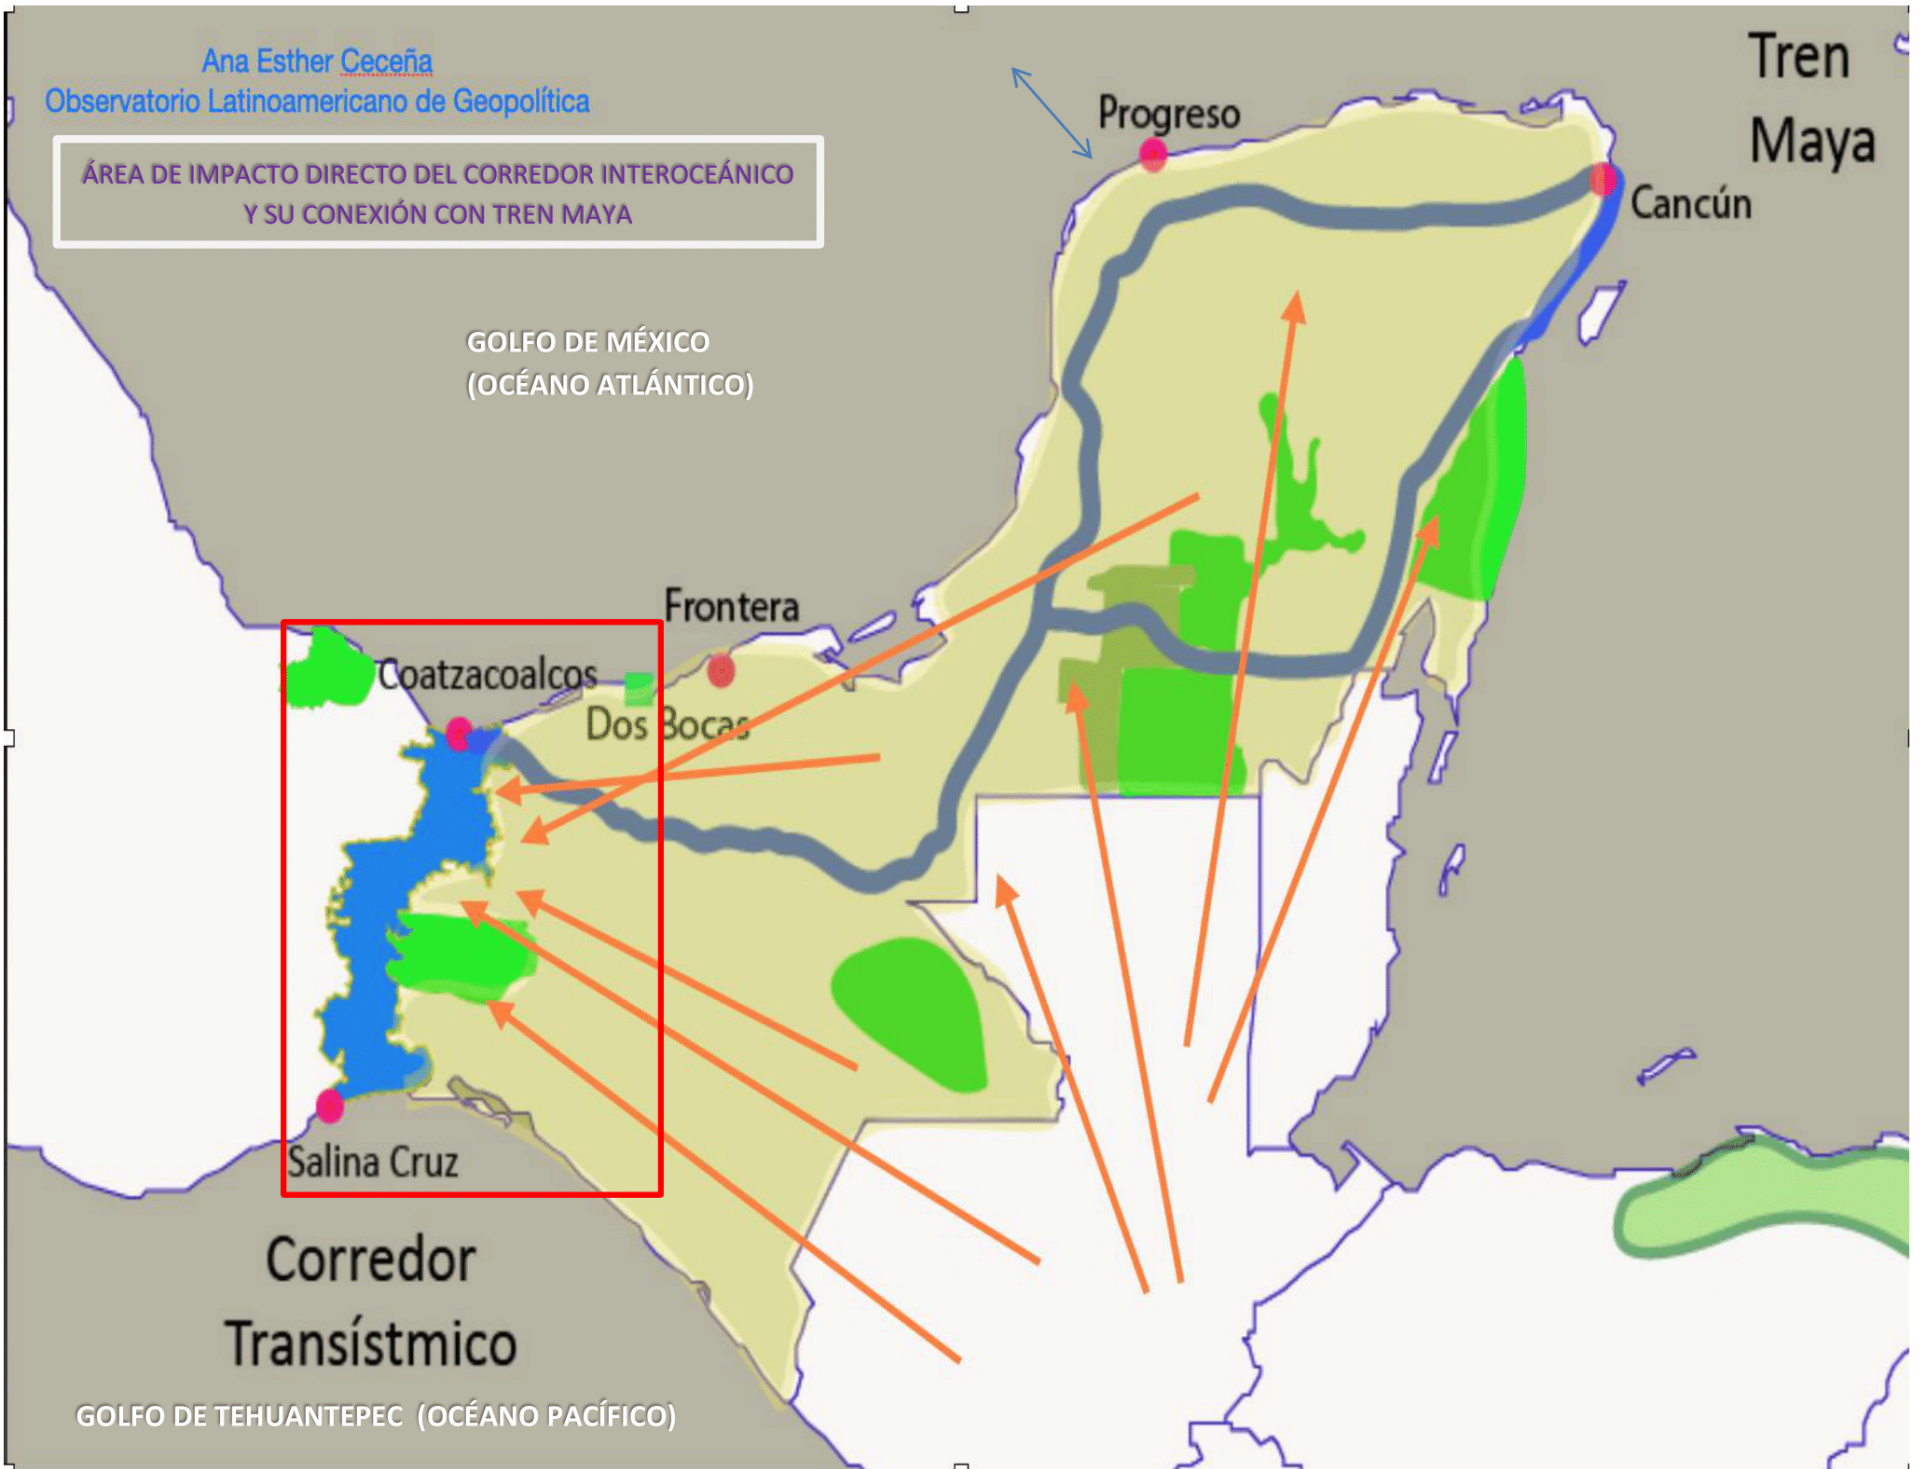 Ana Esther Ceceña
Observatorio Latinoamericano de Geopolítica
ÁREA DE IMPACTO DIRECTO DEL CORREDOR INTEROCEÁNICO
Y SU CONEXIÓN CON TREN MAYA
Tren
Maya
Progreso
Cancún
GOLFO DE MÉXICO
(OCÉANO ATLÁNTICO)
Frontera
Coatzacoalcos
Dos Bocas
Salina Cruz
Corredor
Transístmico
GOLFO DE TEHUANTEPEC (OCÉANO PACÍFICO)